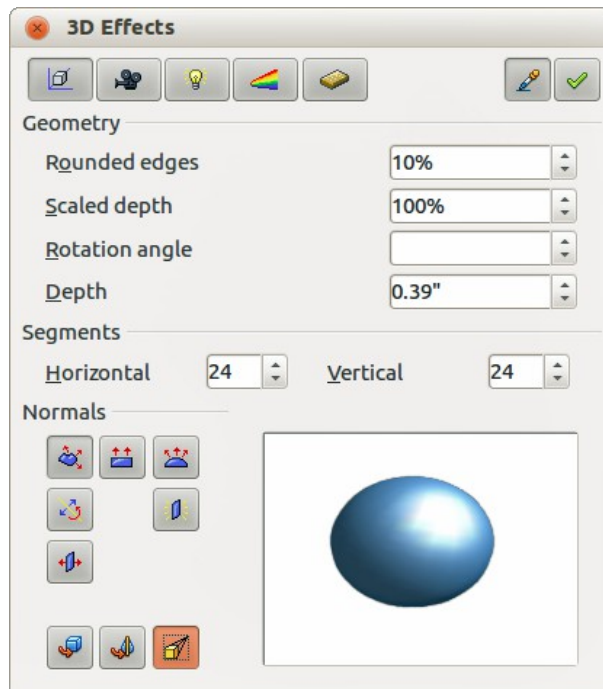 3D Effects
Geometry
Rounded edges 10%
Scaled depth 100%
Rotation angle
Depth 0.39"
Segments
Horizontal 24 Vertical 24
Normals